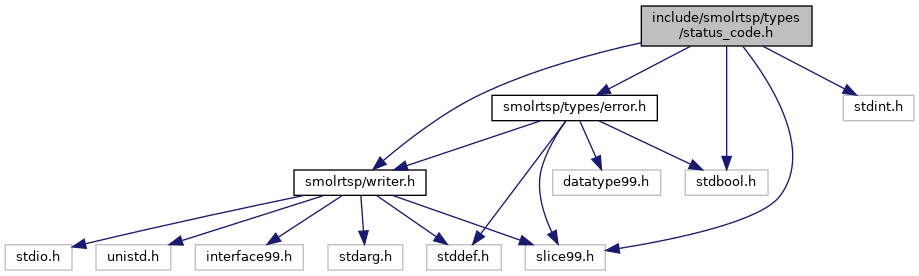 include/smolrtsp/types
/status_code.h
smolrtsp/types/error.h
stdint.h
smolrtsp/writer.h
datatype99.h
stdbool.h
stdio.h
unistd.h
interface99.h
stdarg.h
stddef.h
slice99.h